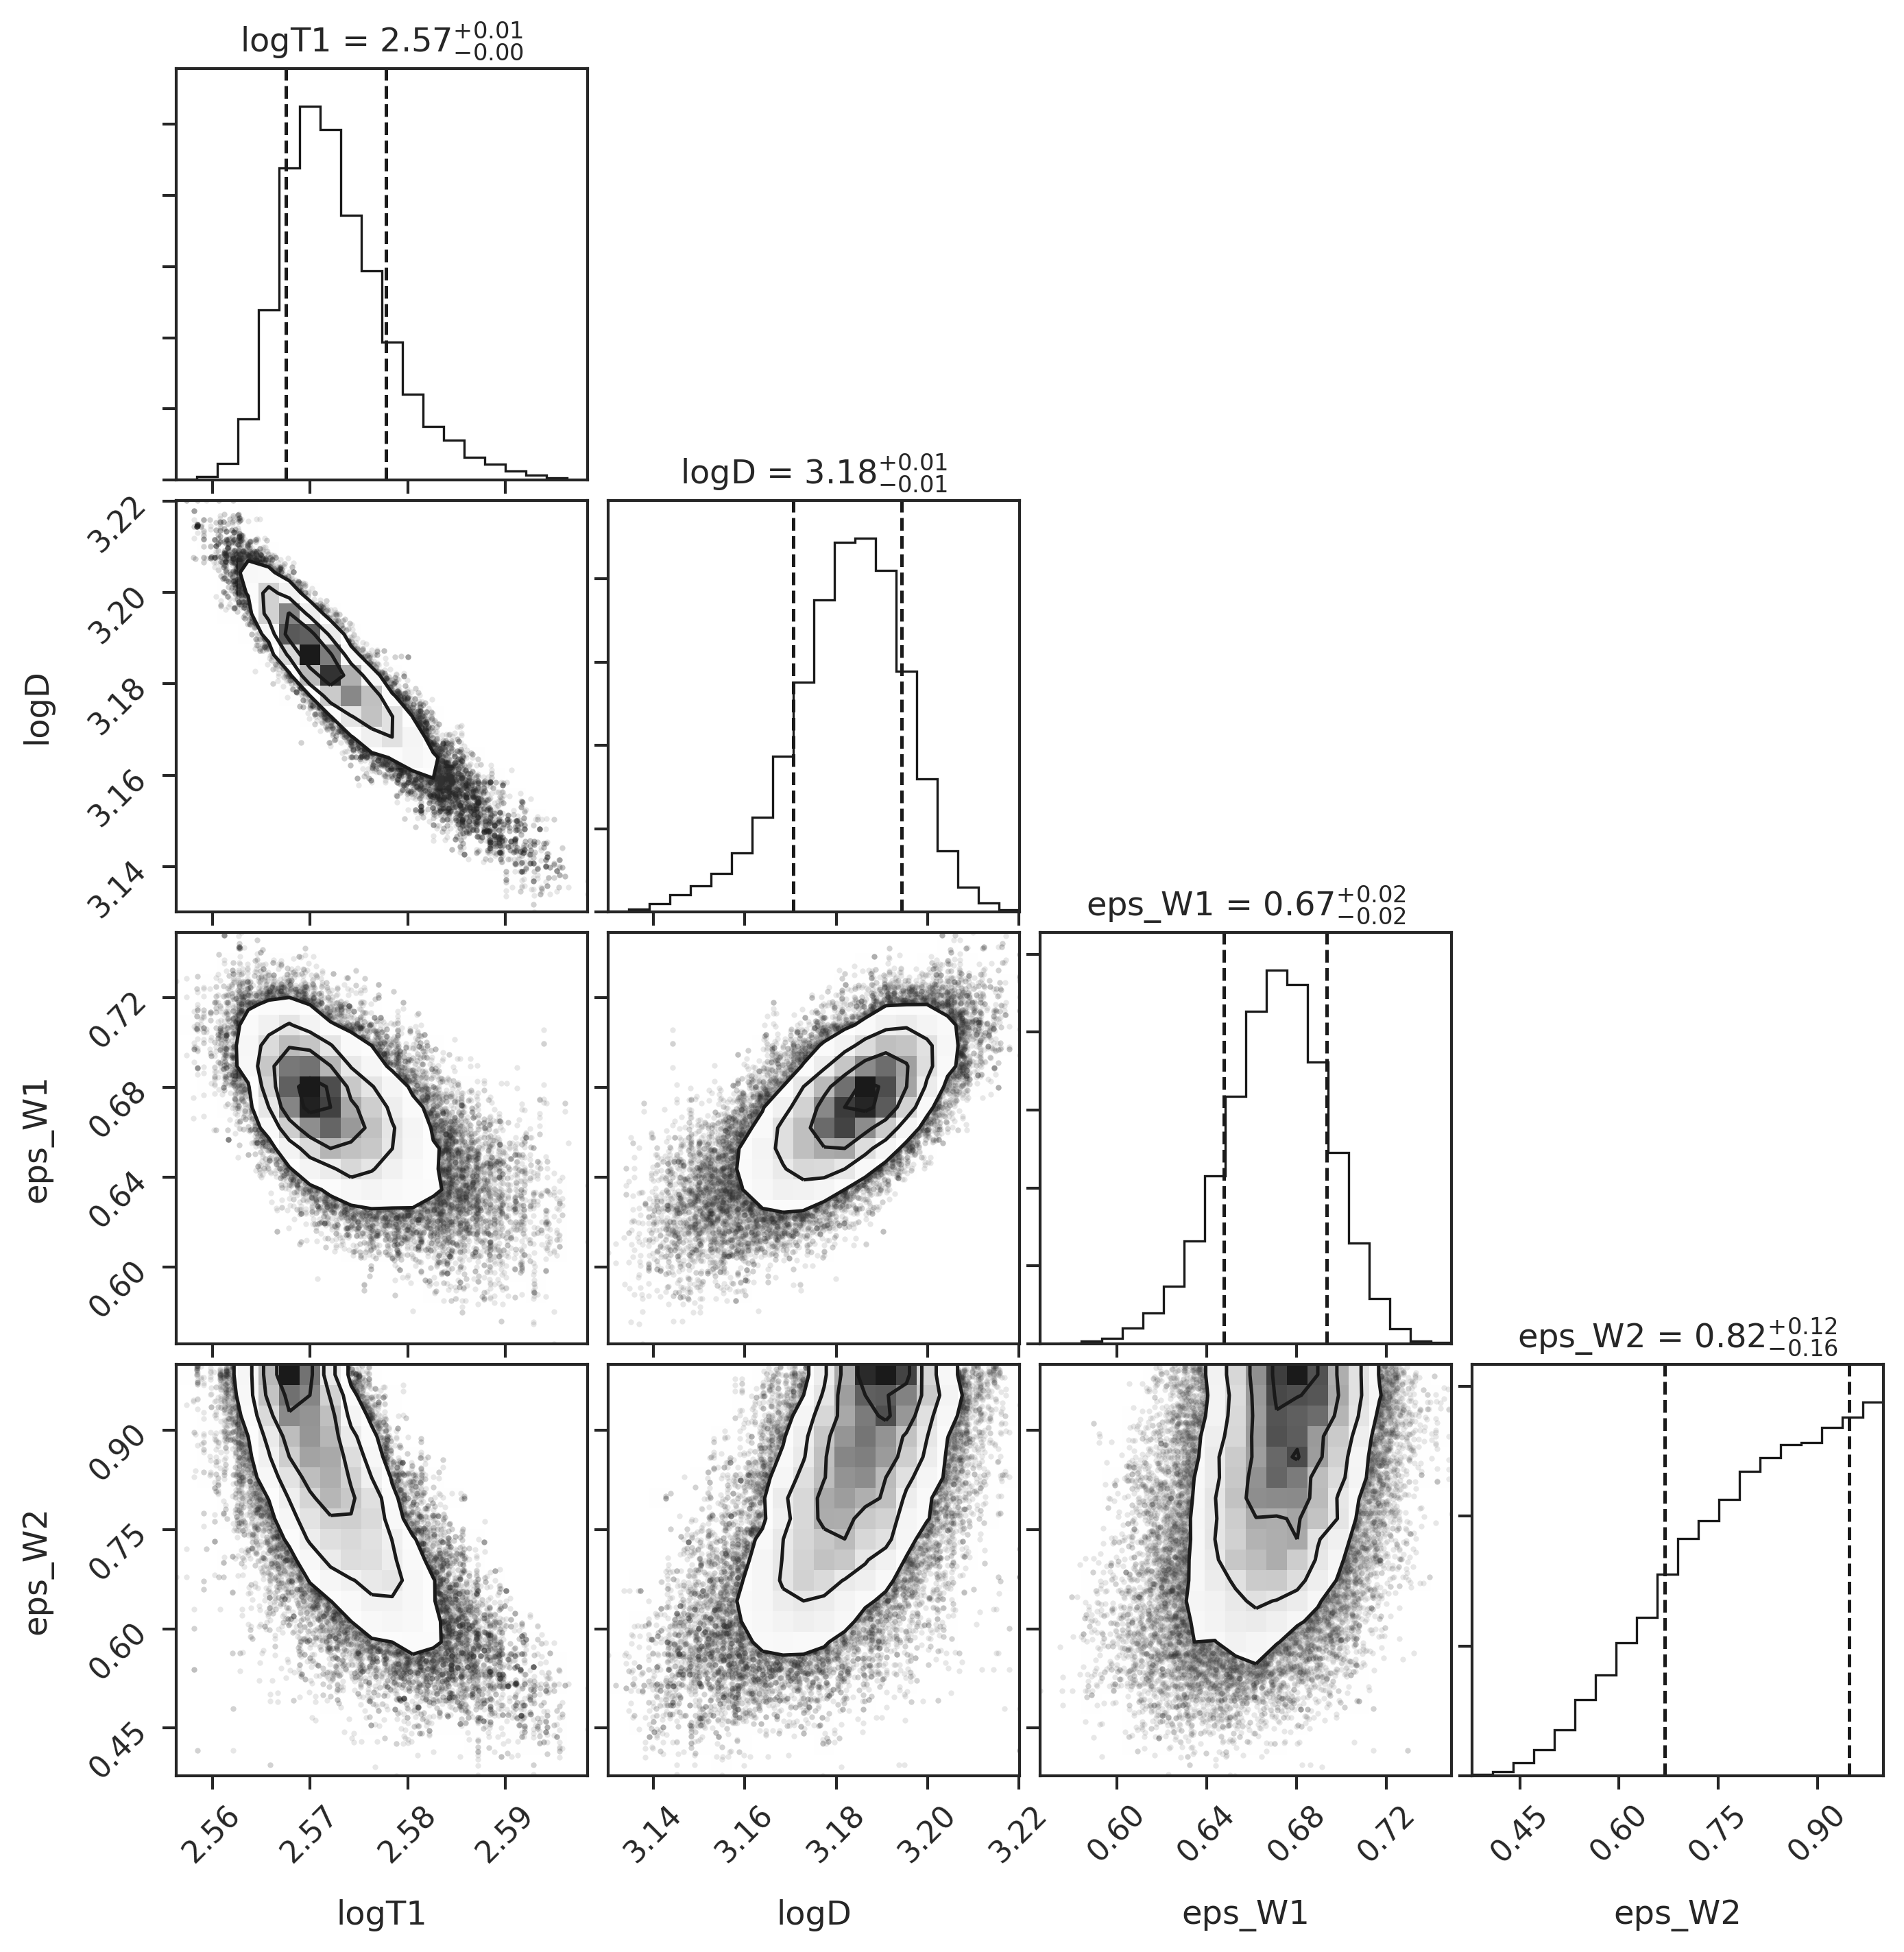 logT1 = 2.57+0.01−0.00
logD = 3.18+0.01−0.01
3.22
3.20
3.18
3.16
3.14
logD
eps_W1 = 0.67+0.02−0.02
0.72
0.68
0.64
0.60
eps_W1
eps_W2 = 0.82+0.12−0.16
0.90
0.75
0.60
0.45
eps_W2
2.56 2.57 2.58 2.59
3.14 3.16 3.18 3.20 3.22
0.60 0.64 0.68 0.72
0.45 0.60 0.75 0.90
logT1 logD eps_W1 eps_W2